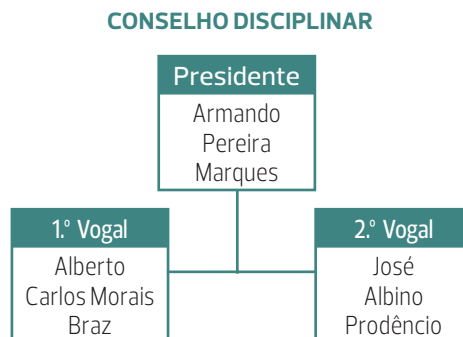 CONSELHO DISCIPLINAR
Presidente
Armando
Pereira
Marques
1.º Vogal
Alberto
Carlos Morais
Braz
2.º Vogal
José
Albino
Prodêncio